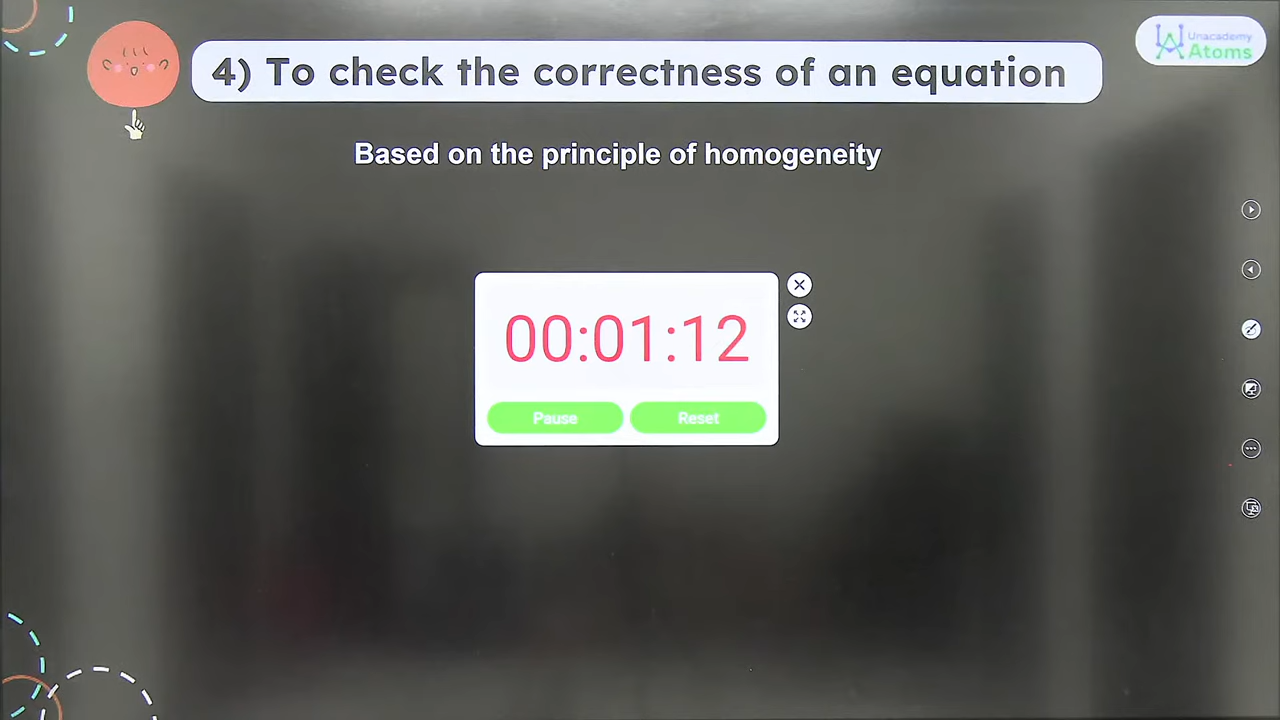 4) To check the correctness of an equation
Unacademy
Atoms
Based on the principle of homogeneity
00:01:12
Pause
Reset